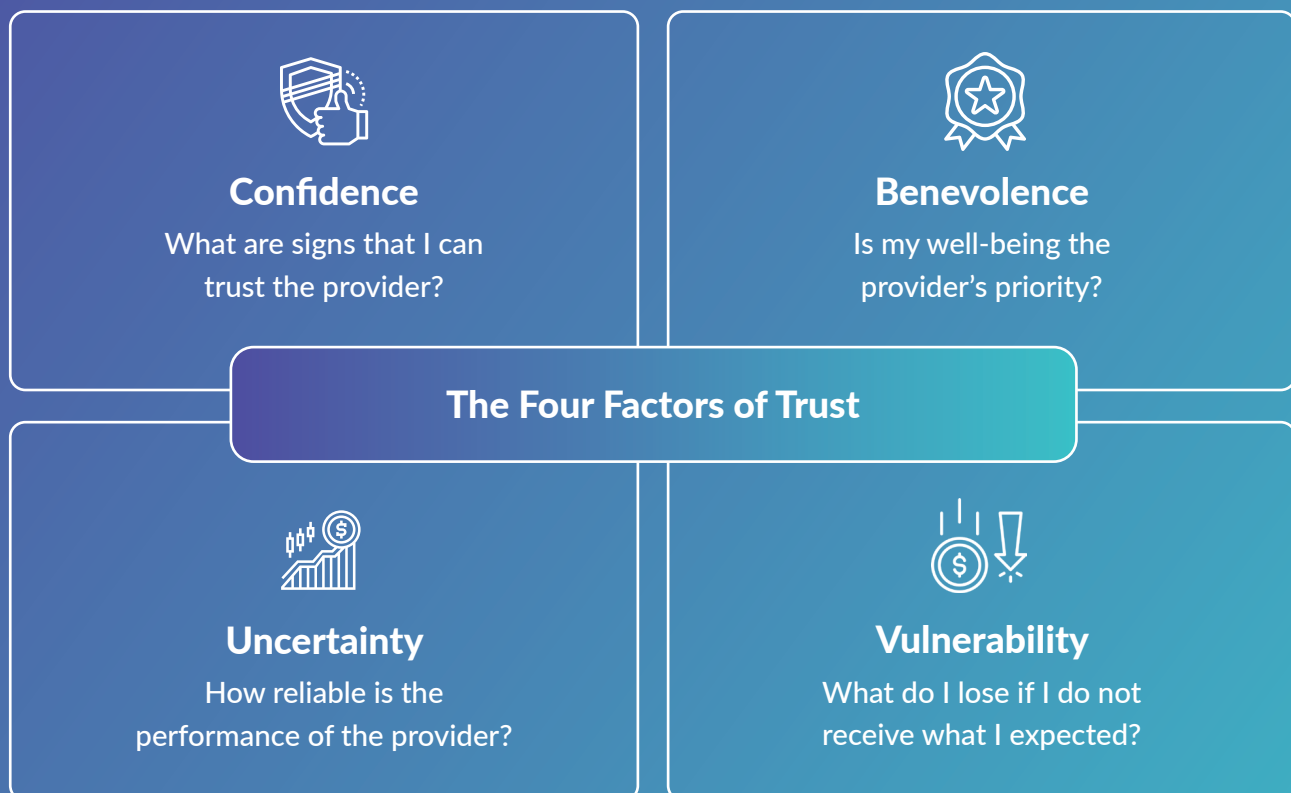 Confidence
What are signs that I can
trust the provider?
Benevolence
Is my well-being the
provider’s priority?
The Four Factors of Trust
$
Uncertainty
How reliable is the
performance of the provider?
$
Vulnerability
What do I lose if I do not
receive what I expected?